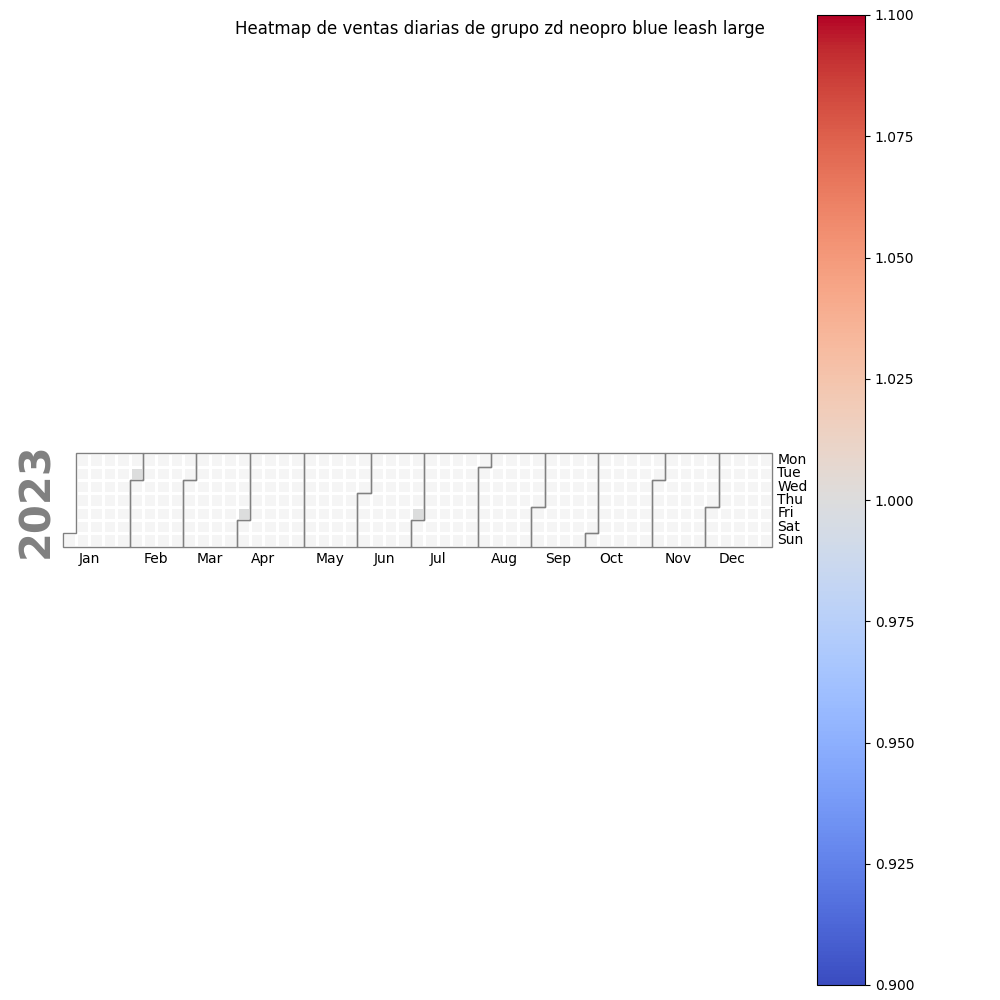 Heatmap de ventas diarias de grupo zd neopro blue leash large
2023
Mon
Tue
Wed
Thu
Fri
Sat
Sun
Jan Feb Mar Apr May Jun Jul Aug Sep Oct Nov Dec
1.100
1.075
1.050
1.025
1.000
0.975
0.950
0.925
0.900